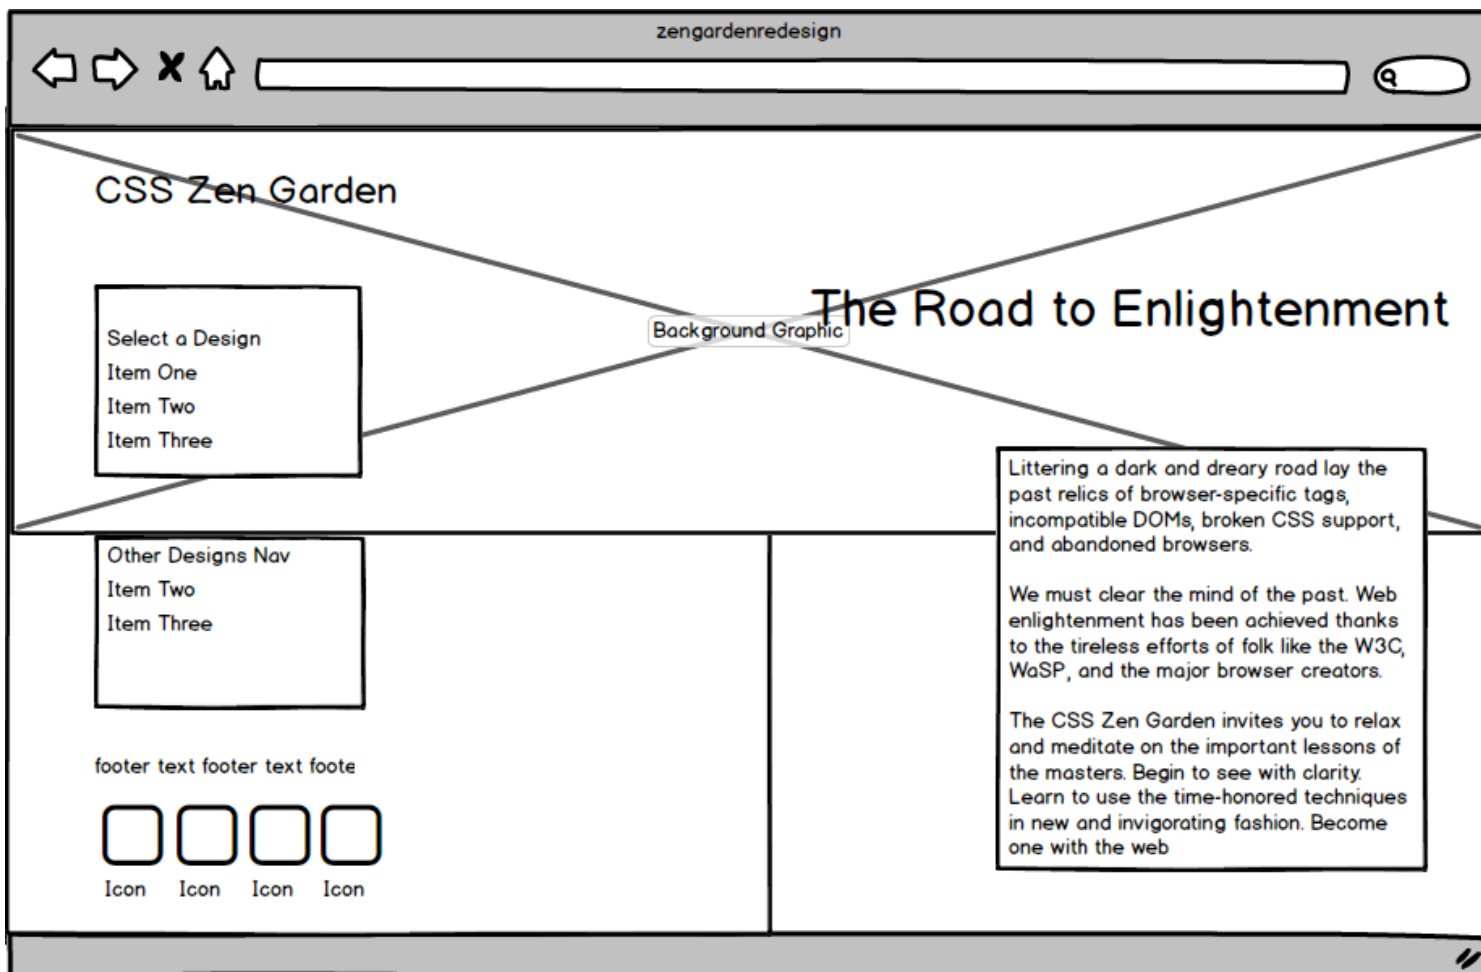 zengardenredesign
CSS Zen Garden
The Road to Enlightenment
Background Graphic
Select a Design
Item One
Item Two
Item Three
Other Designs Nav
Item Two
Item Three
footer text footer text foote
Icon Icon Icon Icon
Littering a dark and dreary road lay the
past relics of browser-specific tags,
incompatible DOMs, broken CSS support,
and abandoned browsers.
We must clear the mind of the past. Web
enlightenment has been achieved thanks
to the tireless efforts of folk like the W3C,
WaSP, and the major browser creators.
The CSS Zen Garden invites you to relax
and meditate on the important lessons of
the masters. Begin to see with clarity.
Learn to use the time-honored techniques
in new and invigorating fashion. Become
one with the web